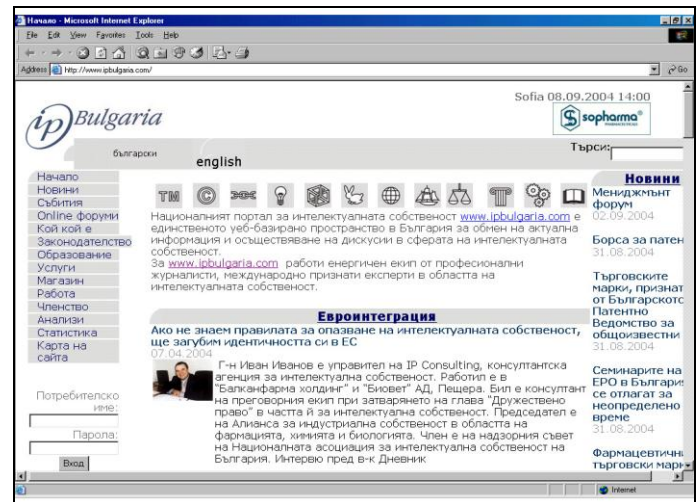 Начало - Microsoft Internet Explorer
File Edit View Favorites Tools Help
Address http://www.ipbulgaria.com/ Go
Sofia 08.09.2004 14:00
ip Bulgaria
sopharma
Търси:
български
english
Начало
Новини
Събития
Online форуми
Кой кой е
Законодателство
Образование
Услуги
Магазин
Работа
Членство
Анализи
Статистика
Карта на
сайта
Потребителско
име:
Парола:
Вход
TM ©
Националният портал за интелектуалната собственост www.ipbulgaria.com е
единственото уеб-базирано пространство в България за обмен на актуална
информация и осъществяване на дискусии в сферата на интелектуалната
собственост.
За www.ipbulgaria.com работи енергичен екип от професионални
журналисти, международно признати експерти в областта на
интелектуалната собственост.
Евроинтеграция
Ако не знаем правилата за опазване на интелектуалната собственост,
ще загубим идентичността си в ЕС
07.04.2004
Г-н Иван Иванов е управител на IP Consulting, консултантска
агенция за интелектуална собственост. Работил е в
"Балканфарма холдинг" и "Биовет" АД, Пещера. Бил е консултант
на преговорния екип при затварянето на глава "Дружествено
право" в частта й за интелектуална собственост. Председател е
на Алианса за индустриална собственост в областта на
фармацията, химията и биологията. Член е на надзорния съвет
на Националната асоциация за интелектуална собственост на
България. Интервю пред в-к Дневник
Новини
Мениджмънт
форум
02.09.2004
Борса за патен
31.08.2004
Търговските
марки, признат
от Българскотс
Патентно
Ведомство за
общоизвестни
31.08.2004
Семинарите на
ЕРО в България
се отлагат за
неопределено
време
31.08.2004
Фармацевтичн
търговски марк
Internet